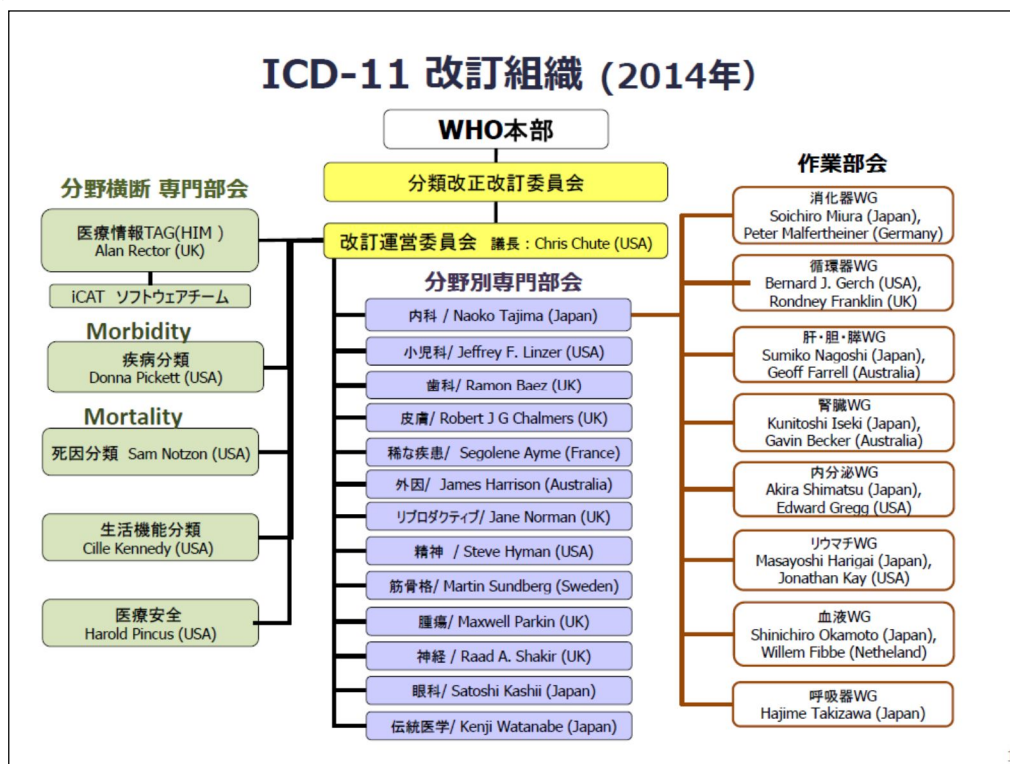 ICD-11 改訂組織 (2014年)
WHO本部
分類改正改訂委員会
改訂運営委員会 議長：Chris Chute (USA)
分野横断 専門部会
医療情報TAG(HIM )
Alan Rector (UK)
iCAT ソフトウェアチーム
Morbidity
疾病分類
Donna Pickett (USA)
Mortality
死因分類 Sam Notzon (USA)
生活機能分類
Cille Kennedy (USA)
医療安全
Harold Pincus (USA)
分野別専門部会
内科 / Naoko Tajima (Japan)
小児科/ Jeffrey F. Linzer (USA)
歯科/ Ramon Baez (UK)
皮膚/ Robert J G Chalmers (UK)
稀な疾患/ Segolene Ayme (France)
外因/ James Harrison (Australia)
リプロダクティブ/ Jane Norman (UK)
精神 / Steve Hyman (USA)
筋骨格/ Martin Sundberg (Sweden)
腫瘍/ Maxwell Parkin (UK)
神経/ Raad A. Shakir (UK)
眼科/ Satoshi Kashii (Japan)
伝統医学/ Kenji Watanabe (Japan)
作業部会
消化器WG
Soichiro Miura (Japan),
Peter Malfertheiner (Germany)
循環器WG
Bernard J. Gerch (USA),
Rondney Franklin (UK)
肝・胆・膵WG
Sumiko Nagoshi (Japan),
Geoff Farrell (Australia)
腎臓WG
Kunitoshi Iseki (Japan),
Gavin Becker (Australia)
内分泌WG
Akira Shimatsu (Japan),
Edward Gregg (USA)
リウマチWG
Masayoshi Harigai (Japan),
Jonathan Kay (USA)
血液WG
Shinichiro Okamoto (Japan),
Willem Fibbe (Netheland)
呼吸器WG
Hajime Takizawa (Japan)